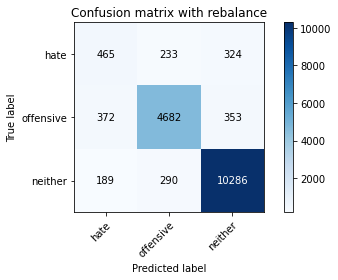 Confusion matrix with rebalance
True label
hate
offensive
neither
465 233 324
372 4682 353
189 290 10286
hate
offensive
neither
Predicted label
10000
8000
6000
4000
2000